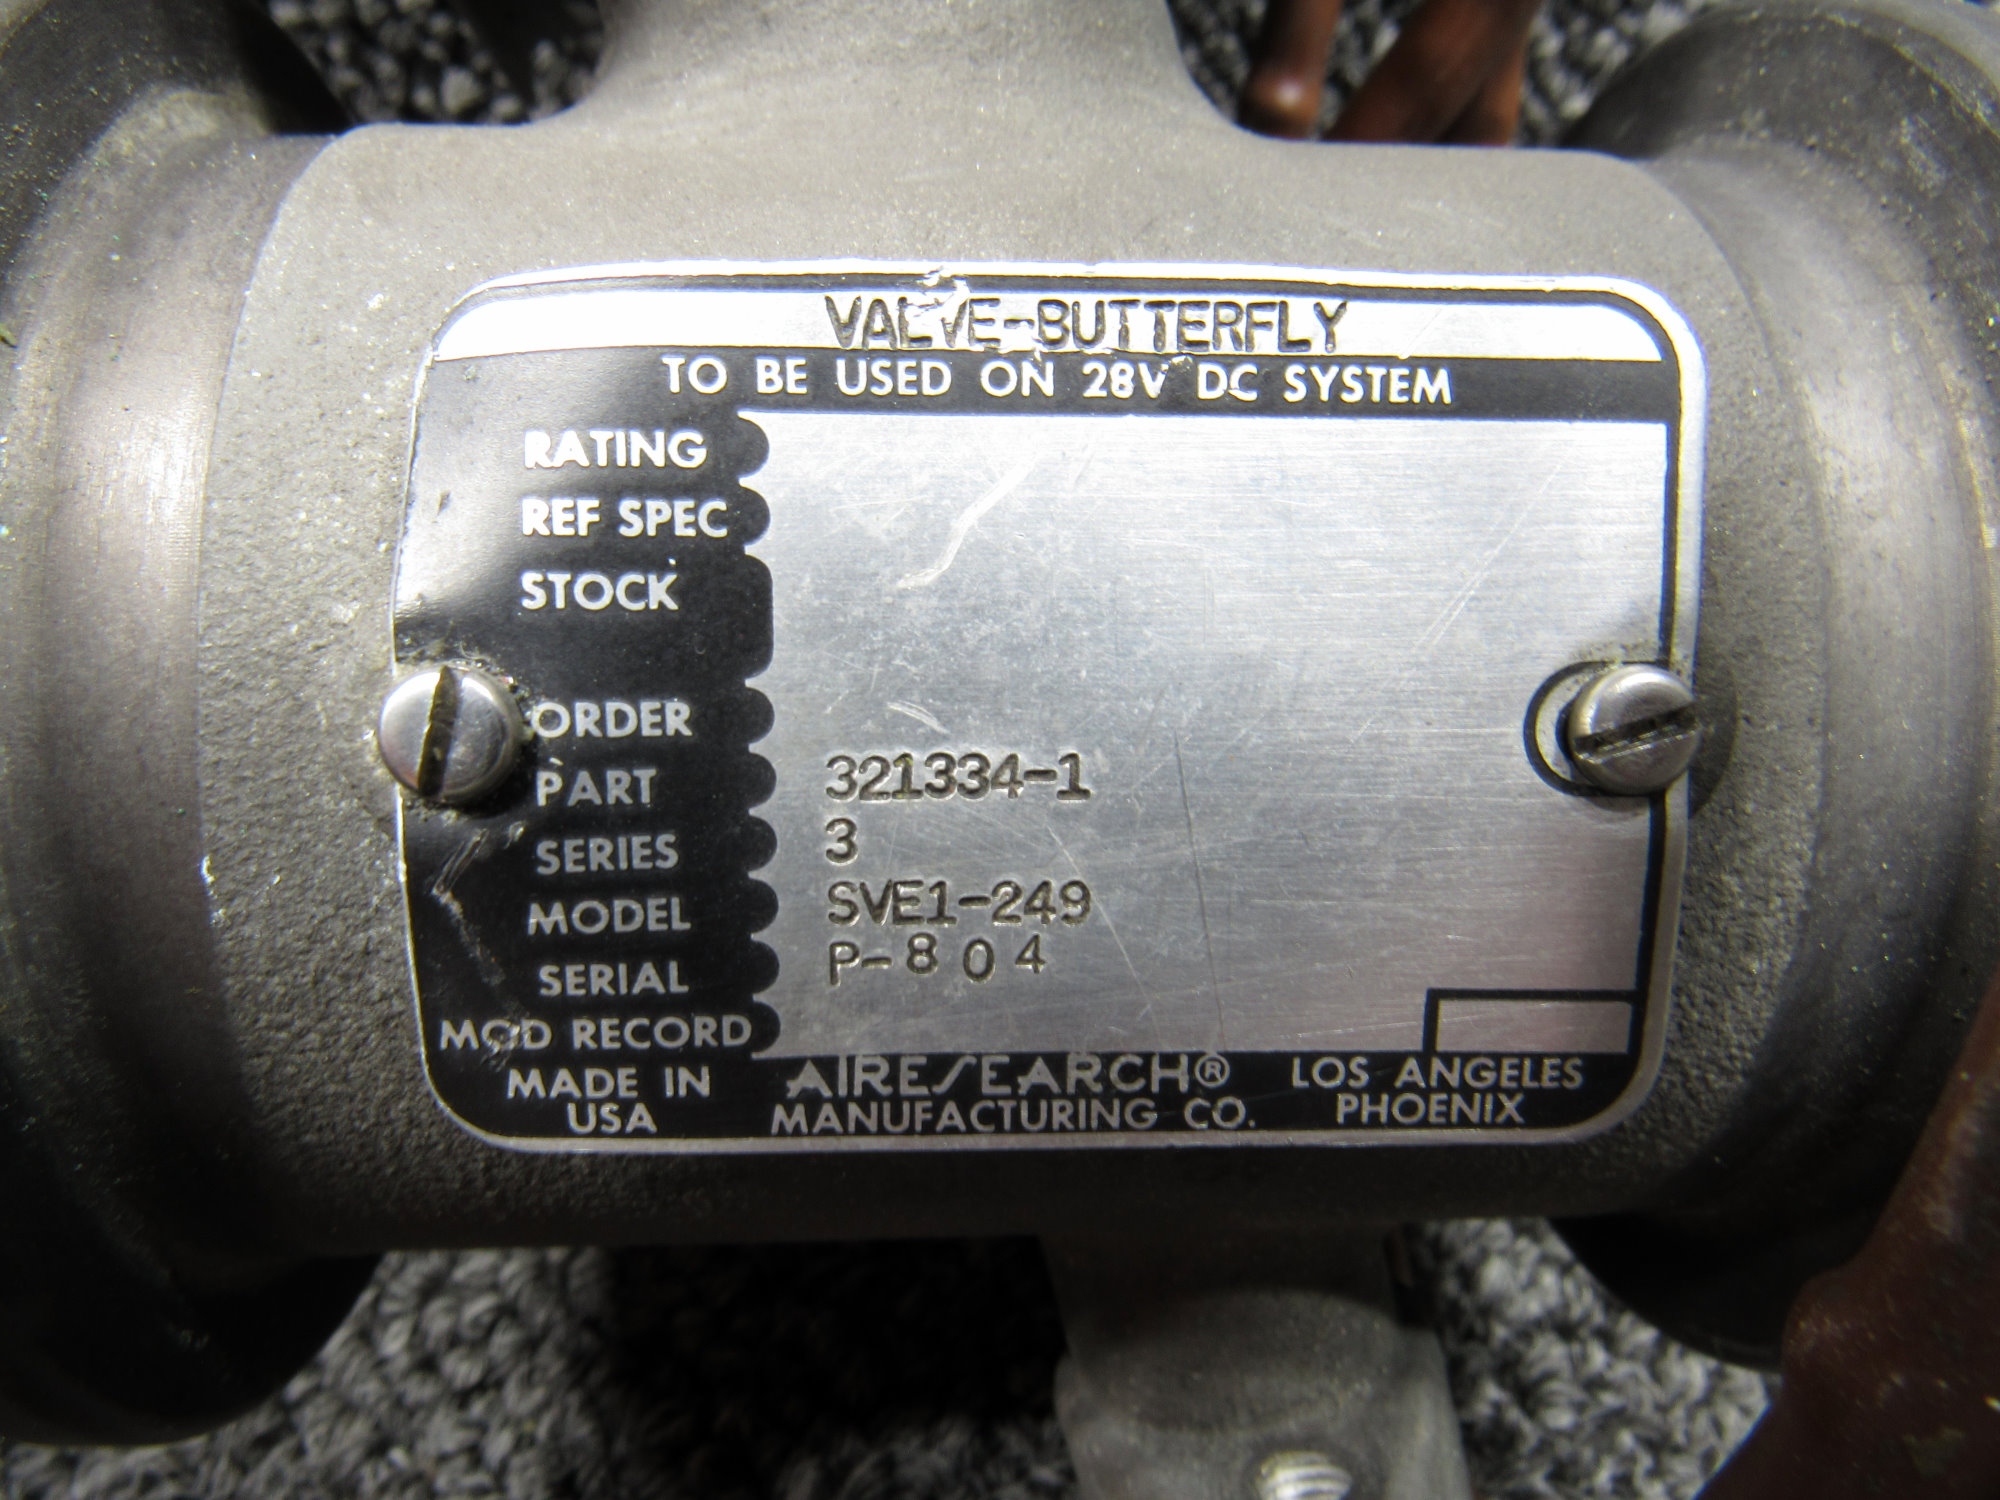 VALVE-BUTTERFLY
TO BE USED ON 28V DC SYSTEM
RATING
REF SPEC
STOCK
ORDER
PART 321334-1
SERIES 3
MODEL SVE1-249
SERIAL P-804
MOD RECORD
MADE IN USA
AIRESEARCH®
MANUFACTURING CO.
LOS ANGELES
PHOENIX